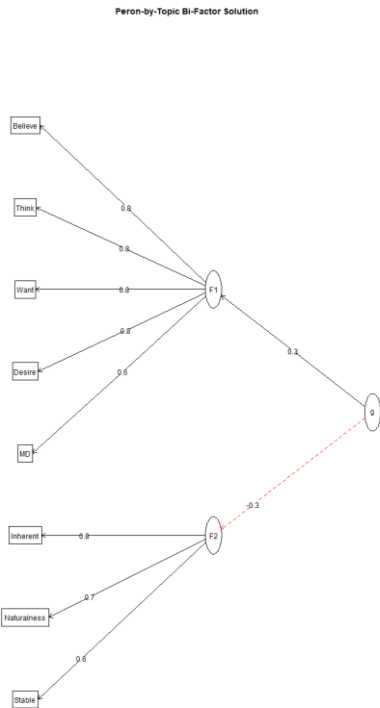 Peron-by-Topic Bi-Factor Solution
Believe
0.8
Think
0.8
Want
0.8
F1
Desire
0.8
0.3
MD
0.6
g
-0.3
Inherent
0.8
F2
0.7
Naturalness
0.6
Stable